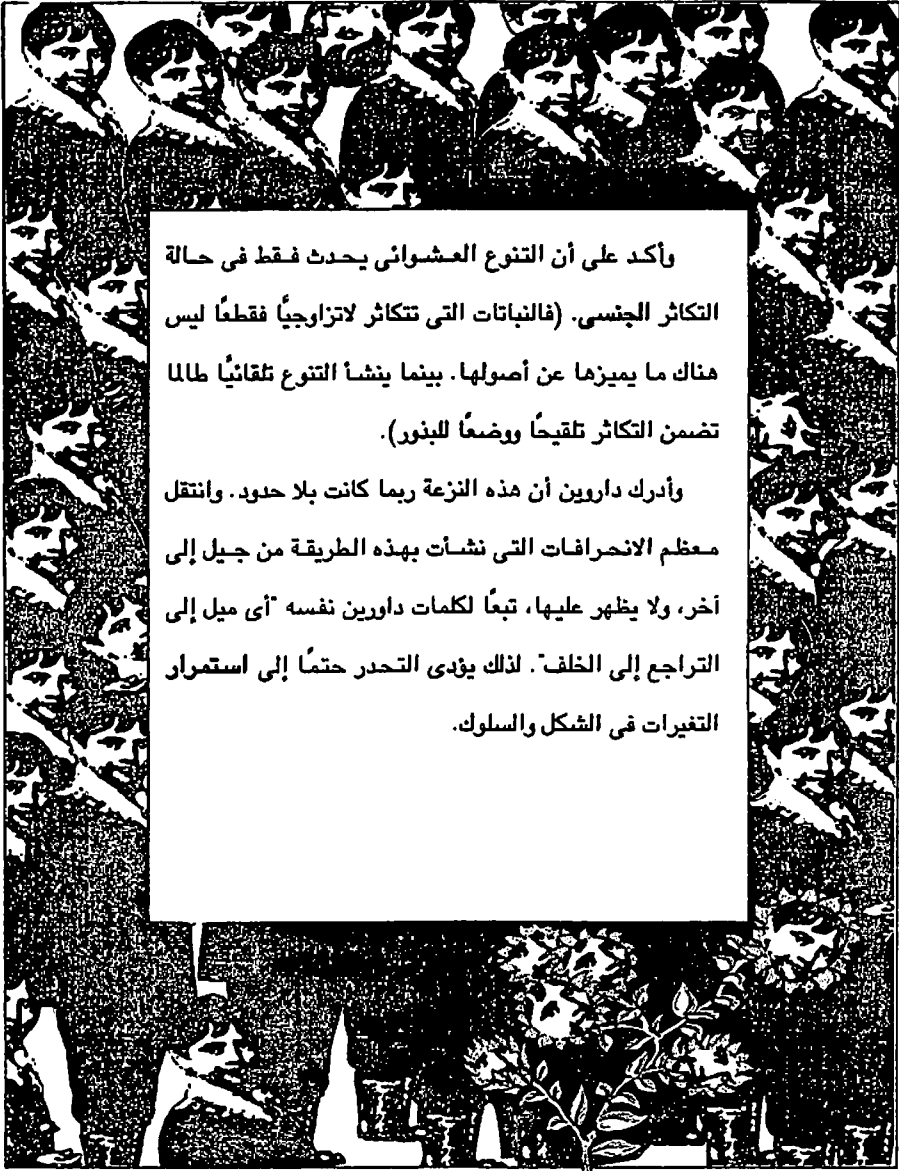 وأكد على أن التنوع العشوائى يحدث فقط فى حالة
التكاثر الجنسى. (فالنباتات التى تتكاثر لاتزاوجيًا فقطعًا ليس
هناك ما يميزها عن أصولها. بينما ينشأ التنوع تلقائيًا طالما
تضمن التكاثر تلقيحًا ووضعًا للبذور).
وأدرك داروين أن هذه النزعة ربما كانت بلا حدود. وانتقل
معظم الانحرافات التى نشأت بهذه الطريقة من جيل إلى
أخر، ولا يظهر عليها، تبعًا لكلمات داورين نفسه "أى ميل إلى
التراجع إلى الخلف". لذلك يؤدى التحدر حتمًا إلى استمرار
التغيرات فى الشكل والسلوك.